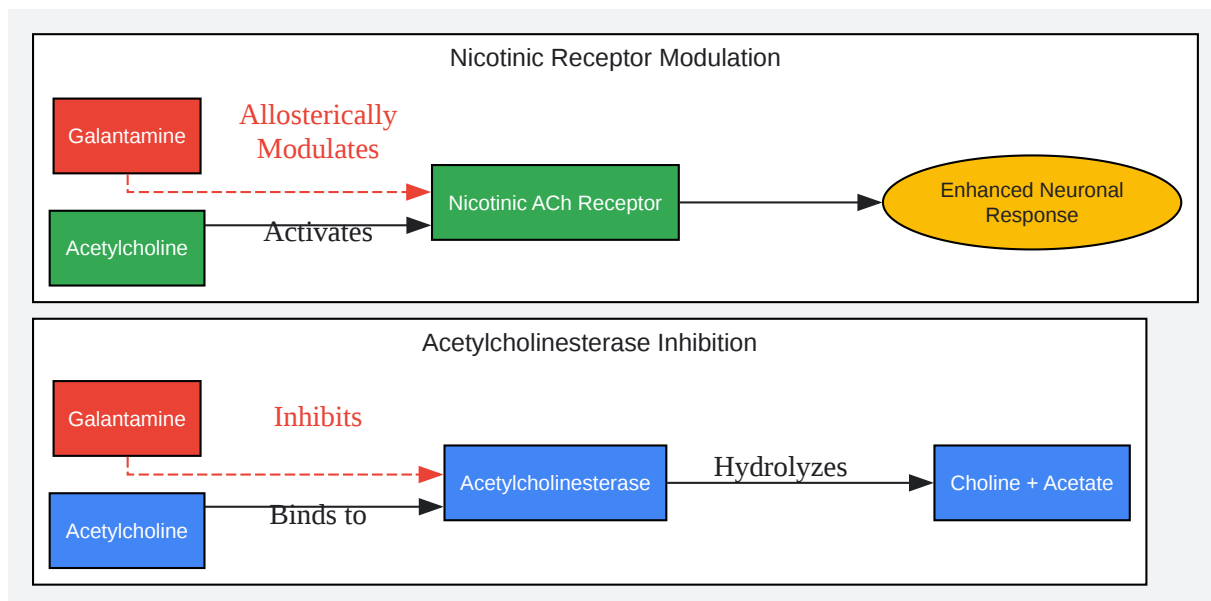 Nicotinic Receptor Modulation
Galantamine
Allosterically
Modulates
Nicotinic ACh Receptor
Enhanced Neuronal
Response
Acetylcholine
Activates
Acetylcholinesterase Inhibition
Galantamine
Inhibits
Acetylcholinesterase
Hydrolyzes
Choline + Acetate
Acetylcholine
Binds to